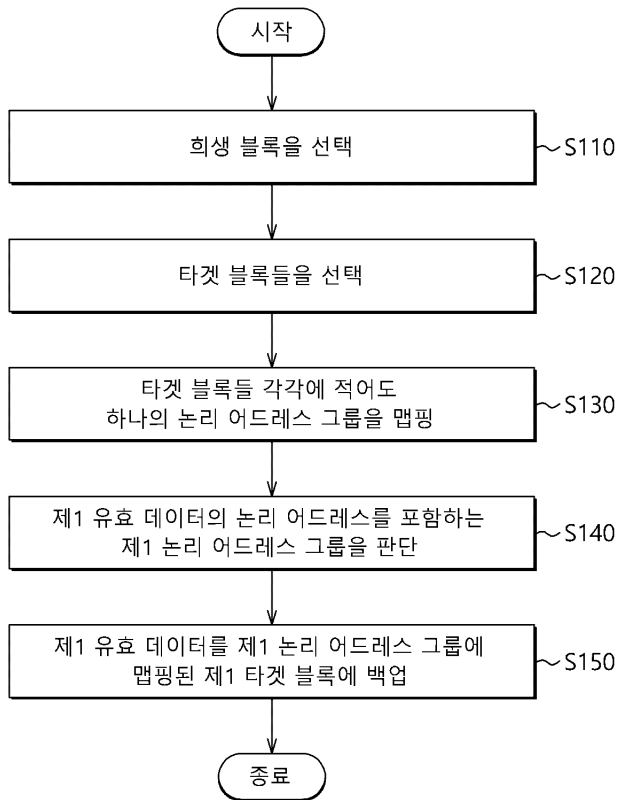 시작
희생 블록을 선택
S110
타겟 블록들을 선택
S120
타겟 블록들 각각에 적어도
하나의 논리 어드레스 그룹을 맵핑
S130
제1 유효 데이터의 논리 어드레스를 포함하는
제1 논리 어드레스 그룹을 판단
S140
제1 유효 데이터를 제1 논리 어드레스 그룹에
맵핑된 제1 타겟 블록에 백업
S150
종료